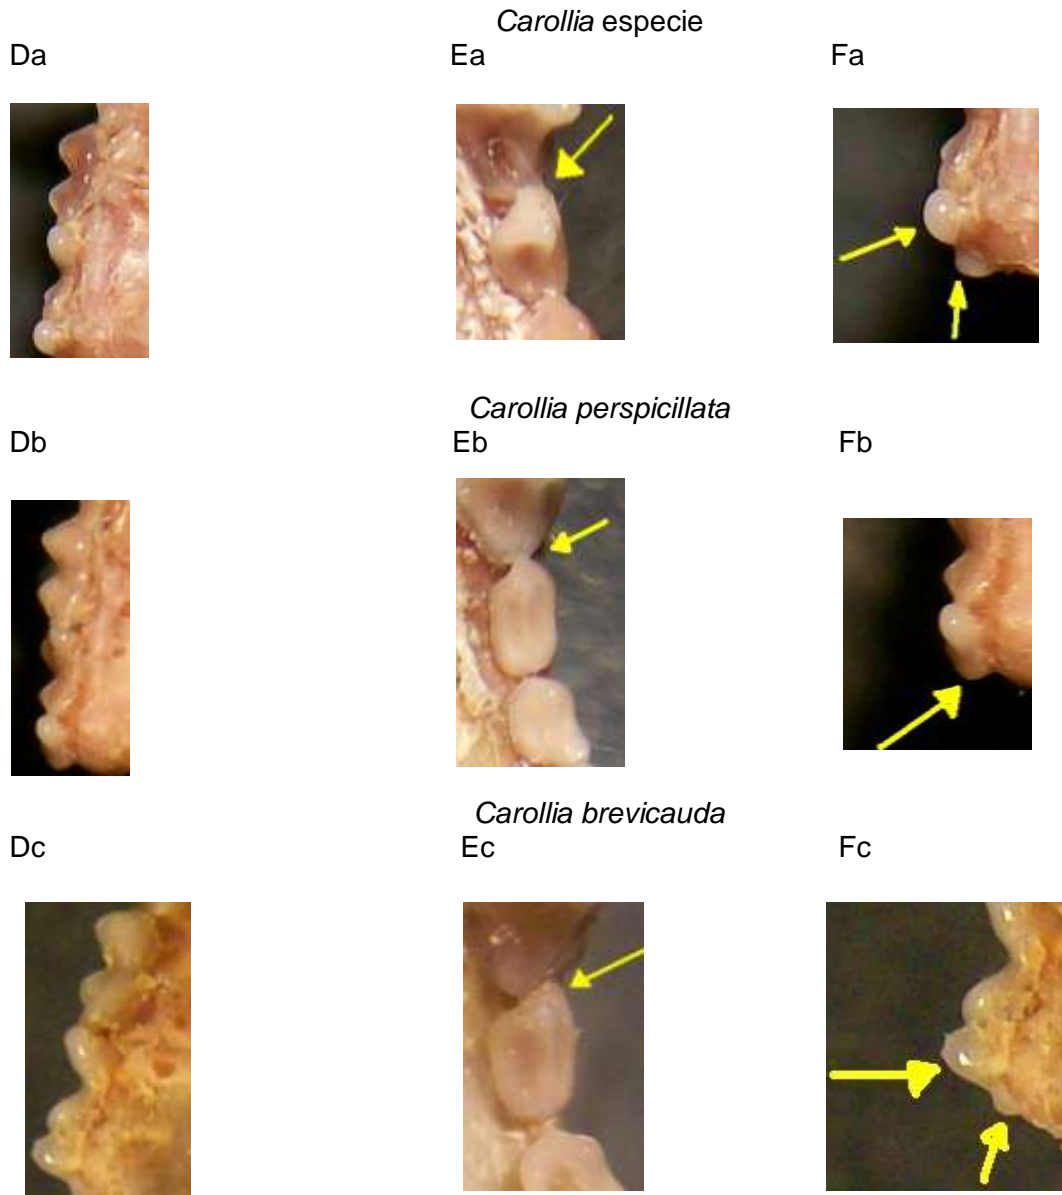 Carollia especie
Da Ea Fa
Carollia perspicillata
Db Eb Fb
Carollia brevicauda
Dc Ec Fc